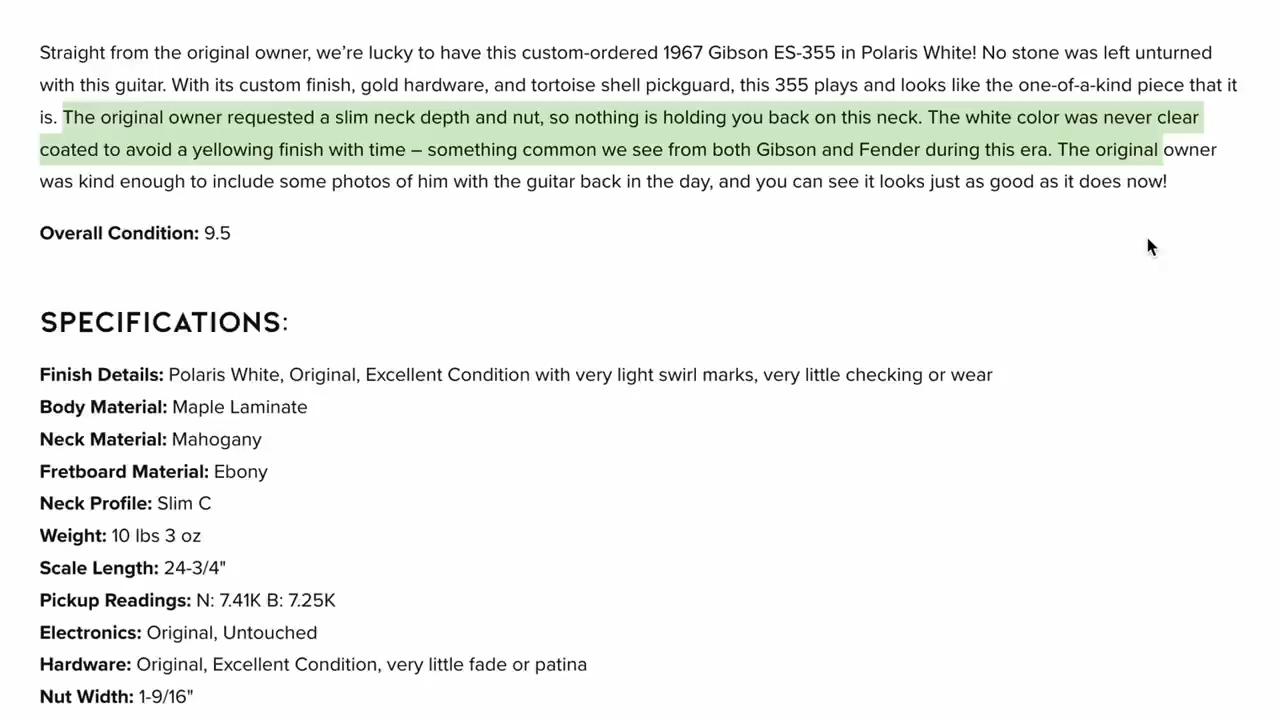 Straight from the original owner, we’re lucky to have this custom-ordered 1967 Gibson ES-355 in Polaris White! No stone was left unturned
with this guitar. With its custom finish, gold hardware, and tortoise shell pickguard, this 355 plays and looks like the one-of-a-kind piece that it
is. The original owner requested a slim neck depth and nut, so nothing is holding you back on this neck. The white color was never clear
coated to avoid a yellowing finish with time – something common we see from both Gibson and Fender during this era. The original owner
was kind enough to include some photos of him with the guitar back in the day, and you can see it looks just as good as it does now!
Overall Condition: 9.5
SPECIFICATIONS:
Finish Details: Polaris White, Original, Excellent Condition with very light swirl marks, very little checking or wear
Body Material: Maple Laminate
Neck Material: Mahogany
Fretboard Material: Ebony
Neck Profile: Slim C
Weight: 10 lbs 3 oz
Scale Length: 24-3/4"
Pickup Readings: N: 7.41K B: 7.25K
Electronics: Original, Untouched
Hardware: Original, Excellent Condition, very little fade or patina
Nut Width: 1-9/16"